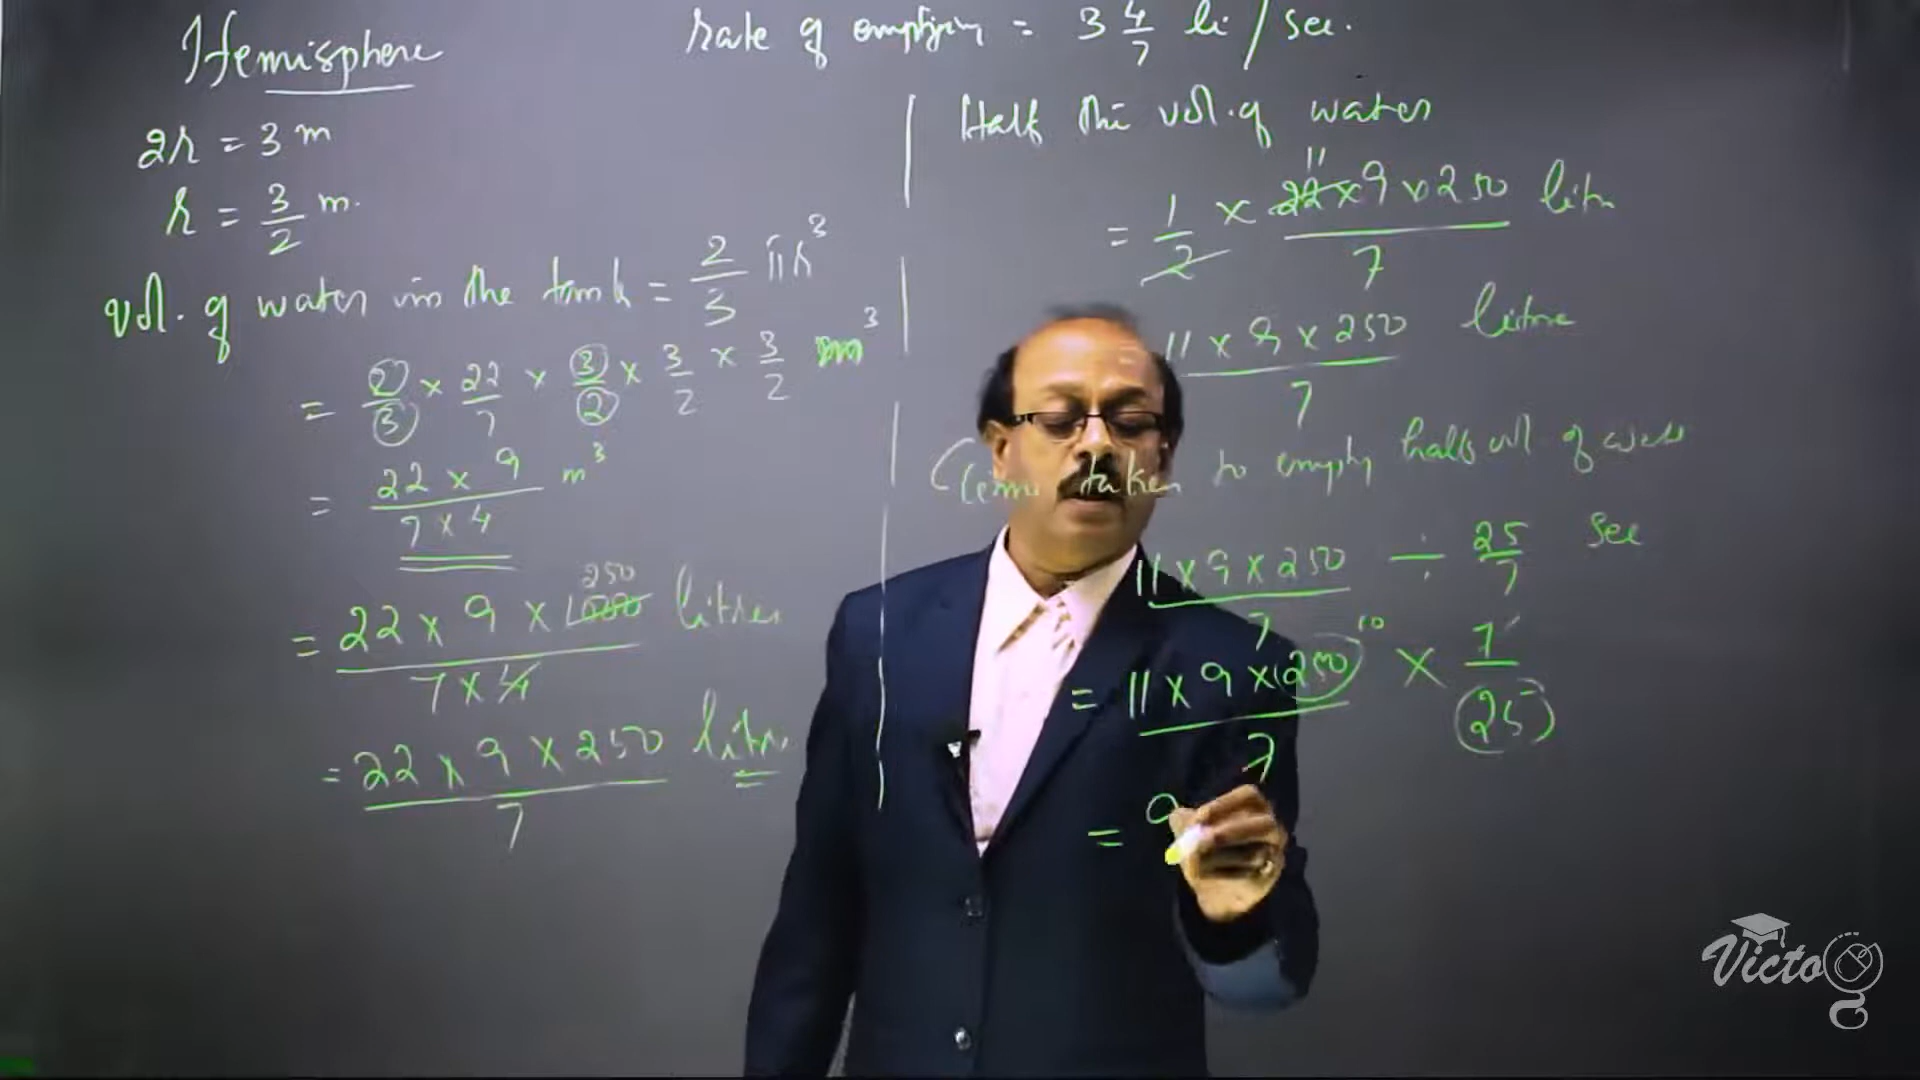 Hemisphere
rate of emptying = 3 4/7 li / sec.
2r = 3 m
r = 3/2 m.
Vol. of water in the tank = 2/3 πr³
= 2/3 × 22/7 × 3/2 × 3/2 × 3/2 m³
= 22 × 9 / 7 × 4 m³
250
= 22 × 9 × 1000 / 7 × 4 litres
= 22 × 9 × 250 / 7 litre.
Half the vol. of water
11
= 1/2 × 22 × 9 × 250 / 7 litre
= 11 × 9 × 250 / 7 litre
Time taken to empty half vol. of water
11 × 9 × 250 / 7 ÷ 25/7 sec
10
= 11 × 9 × 250 / 7 × 7/25
= 9
Victo